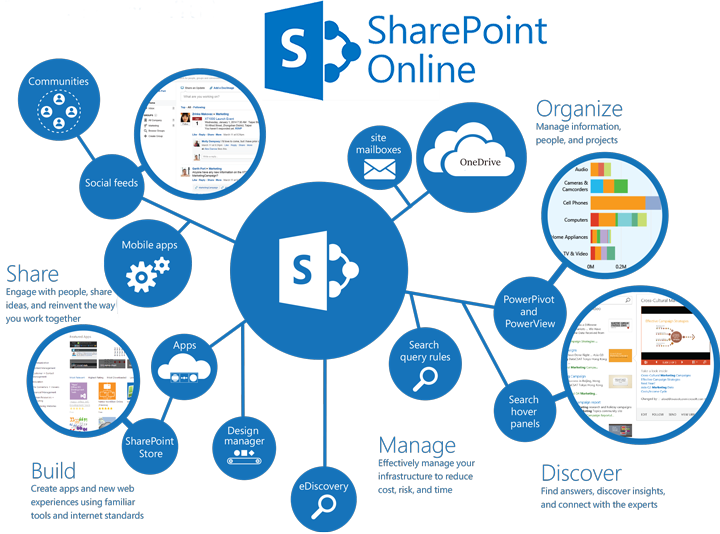 SharePoint
Online
S
Communities
Social feeds
Mobile apps
site
mailboxes
OneDrive
Organize
Manage information,
people, and projects
Audio
Cameras &
Camcorders
Cell Phones
Computers
Home Appliances
TV & Video
0M
0.2M
S
Share
Engage with people, share
ideas, and reinvent the way
you work together
PowerPivot
and
PowerView
Apps
Search
query rules
Search
hover
panels
SharePoint
Store
Design
manager
eDiscovery
Build
Create apps and new web
experiences using familiar
tools and internet standards
Manage
Effectively manage your
infrastructure to reduce
cost, risk, and time
Discover
Find answers, discover insights,
and connect with the experts